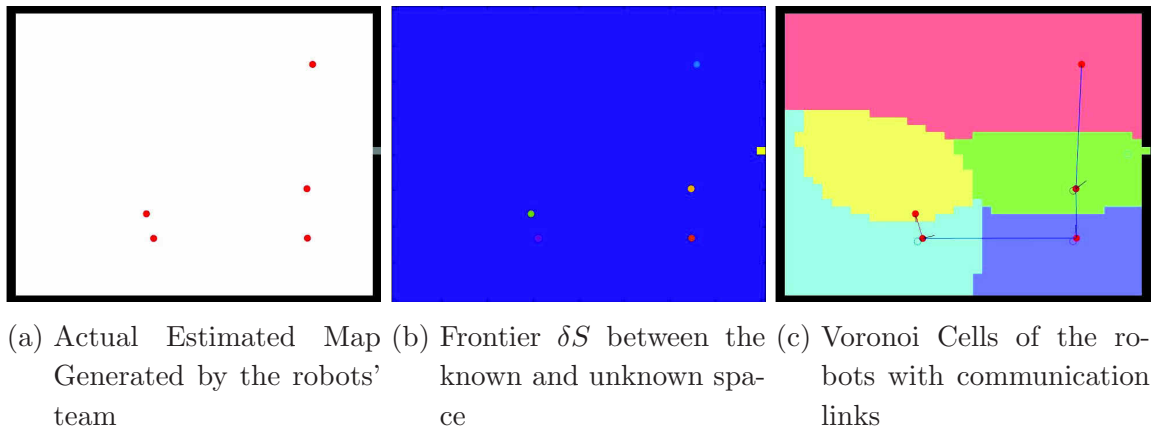 (a) Actual Estimated Map
Generated by the robots'
team
(b) Frontier δS between the
known and unknown spa-
ce
(c) Voronoi Cells of the ro-
bots with communication
links